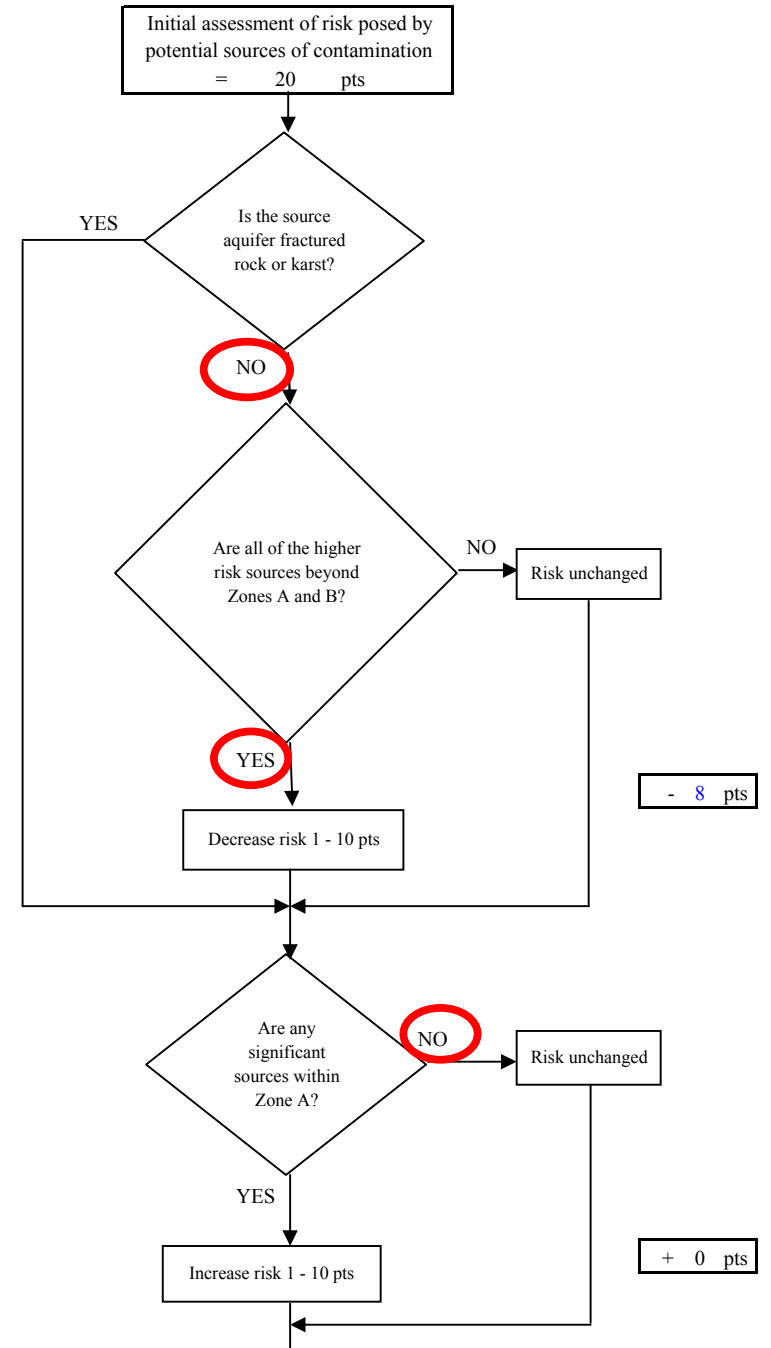 Initial assessment of risk posed by
potential sources of contamination
= 20 pts
YES
Is the source
aquifer fractured
rock or karst?
NO
Are all of the higher
risk sources beyond
Zones A and B?
NO
Risk unchanged
YES
- 8 pts
Decrease risk 1 - 10 pts
Are any
significant
sources within
Zone A?
NO
Risk unchanged
YES
+ 0 pts
Increase risk 1 - 10 pts